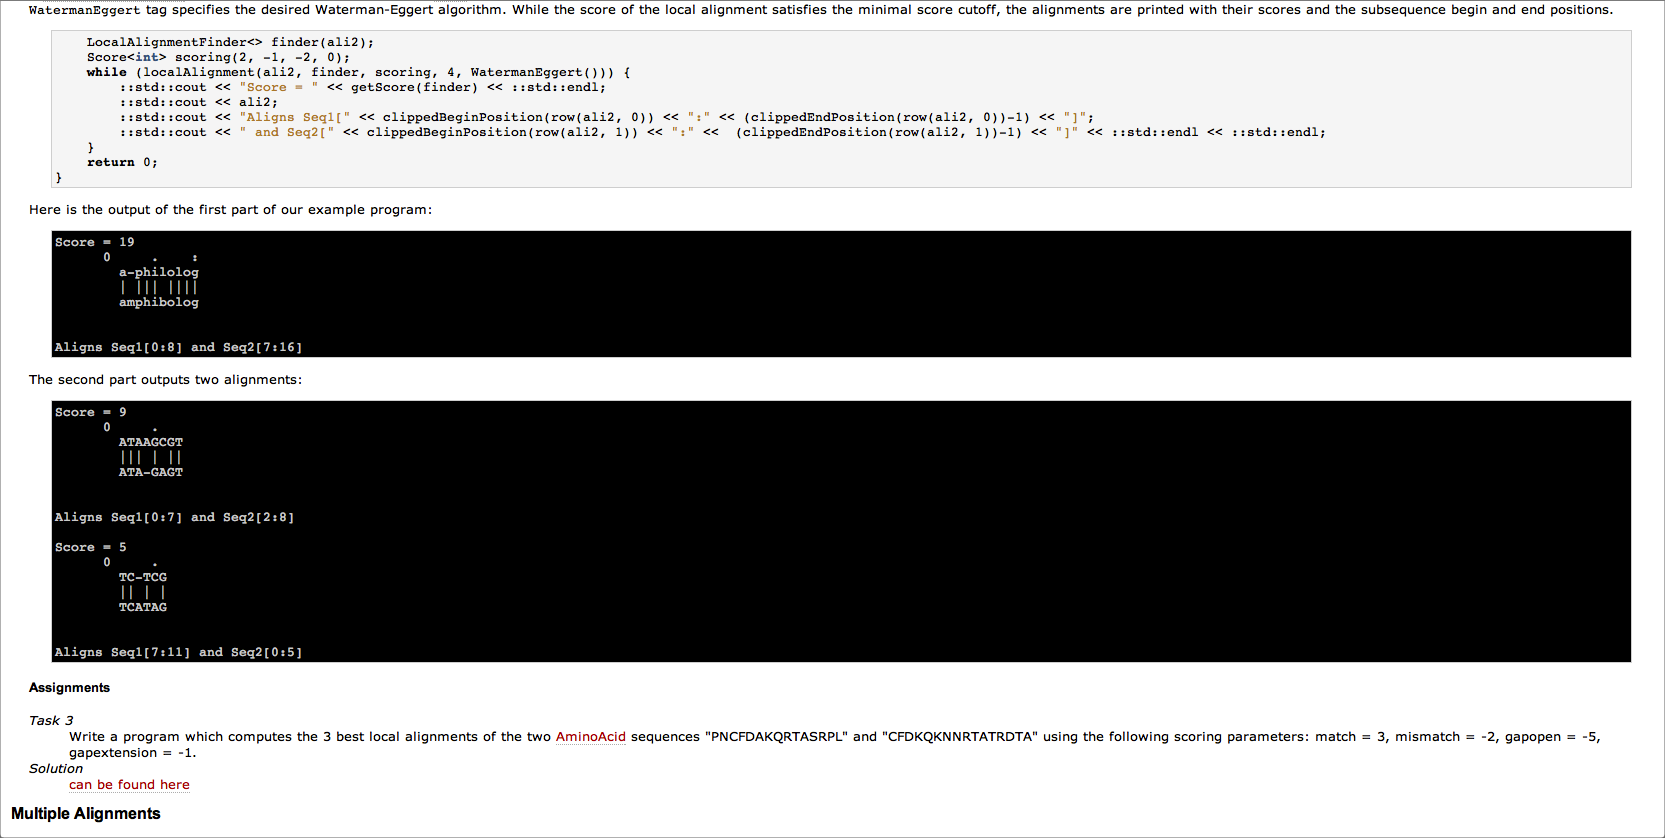 WatermanEggert tag specifies the desired Waterman-Eggert algorithm. While the score of the local alignment satisfies the minimal score cutoff, the alignments are printed with their scores and the subsequence begin and end positions.
    LocalAlignmentFinder<> finder(ali2);
    Score<int> scoring(2, -1, -2, 0);
    while (localAlignment(ali2, finder, scoring, 4, WatermanEggert())) {
        ::std::cout << "Score = " << getScore(finder) << ::std::endl;
        ::std::cout << ali2;
        ::std::cout << "Aligns Seq1[" << clippedBeginPosition(row(ali2, 0)) << ":" << (clippedEndPosition(row(ali2, 0))-1) << "]";
        ::std::cout << " and Seq2[" << clippedBeginPosition(row(ali2, 1)) << ":" <<  (clippedEndPosition(row(ali2, 1))-1) << "]" << ::std::endl << ::std::endl;
    }
    return 0;
}
Here is the output of the first part of our example program:
Score = 19
      0     .    :
        a-philolog
        | ||| ||||
        amphibolog
Aligns Seq1[0:8] and Seq2[7:16]
The second part outputs two alignments:
Score = 9
      0     .
        ATAAGCGT
        ||| | ||
        ATA-GAGT
Aligns Seq1[0:7] and Seq2[2:8]
Score = 5
      0     .
        TC-TCG
        || | |
        TCATAG
Aligns Seq1[7:11] and Seq2[0:5]
Assignments
Task 3
Write a program which computes the 3 best local alignments of the two AminoAcid sequences "PNCFDAKQRTASRPL" and "CFDKQKNNRTATRDTA" using the following scoring parameters: match = 3, mismatch = -2, gapopen = -5,
gapextension = -1.
Solution
can be found here
Multiple Alignments